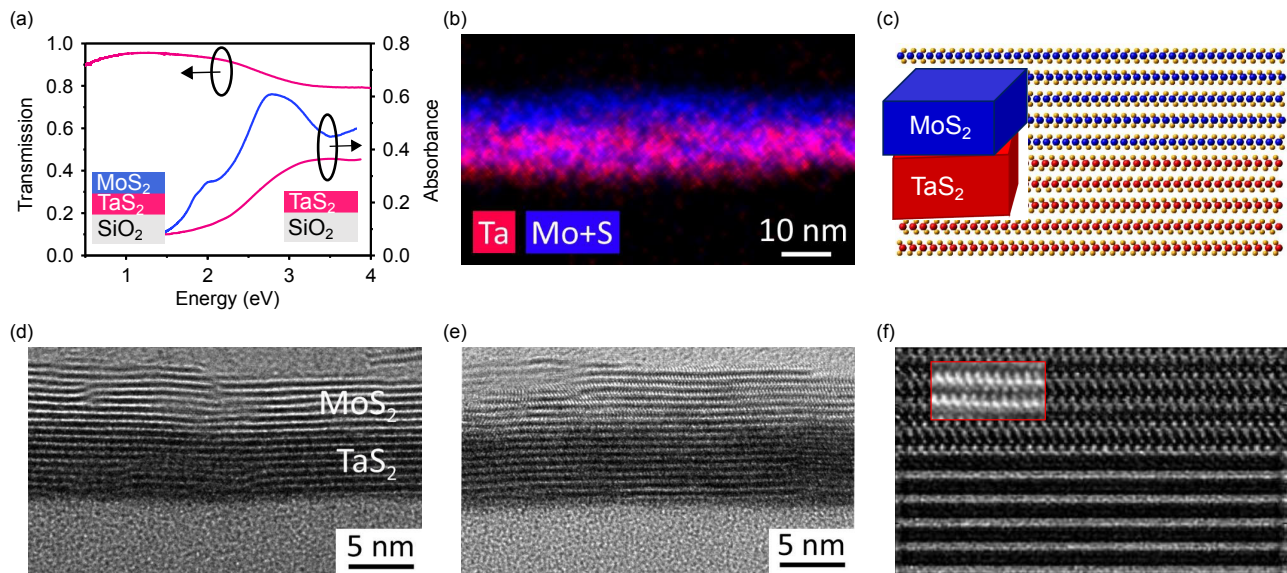 (a)
1.0
0.8
0.6
0.4
0.2
0.0
Transmission
1
2
3
4
Energy (eV)
0.8
0.6
0.4
0.2
0.0
Absorbance
MoS₂
TaS₂
SiO₂
TaS₂
SiO₂
(b)
Ta
Mo+S
10 nm
(c)
MoS₂
TaS₂
(d)
MoS₂
TaS₂
5 nm
(e)
5 nm
(f)